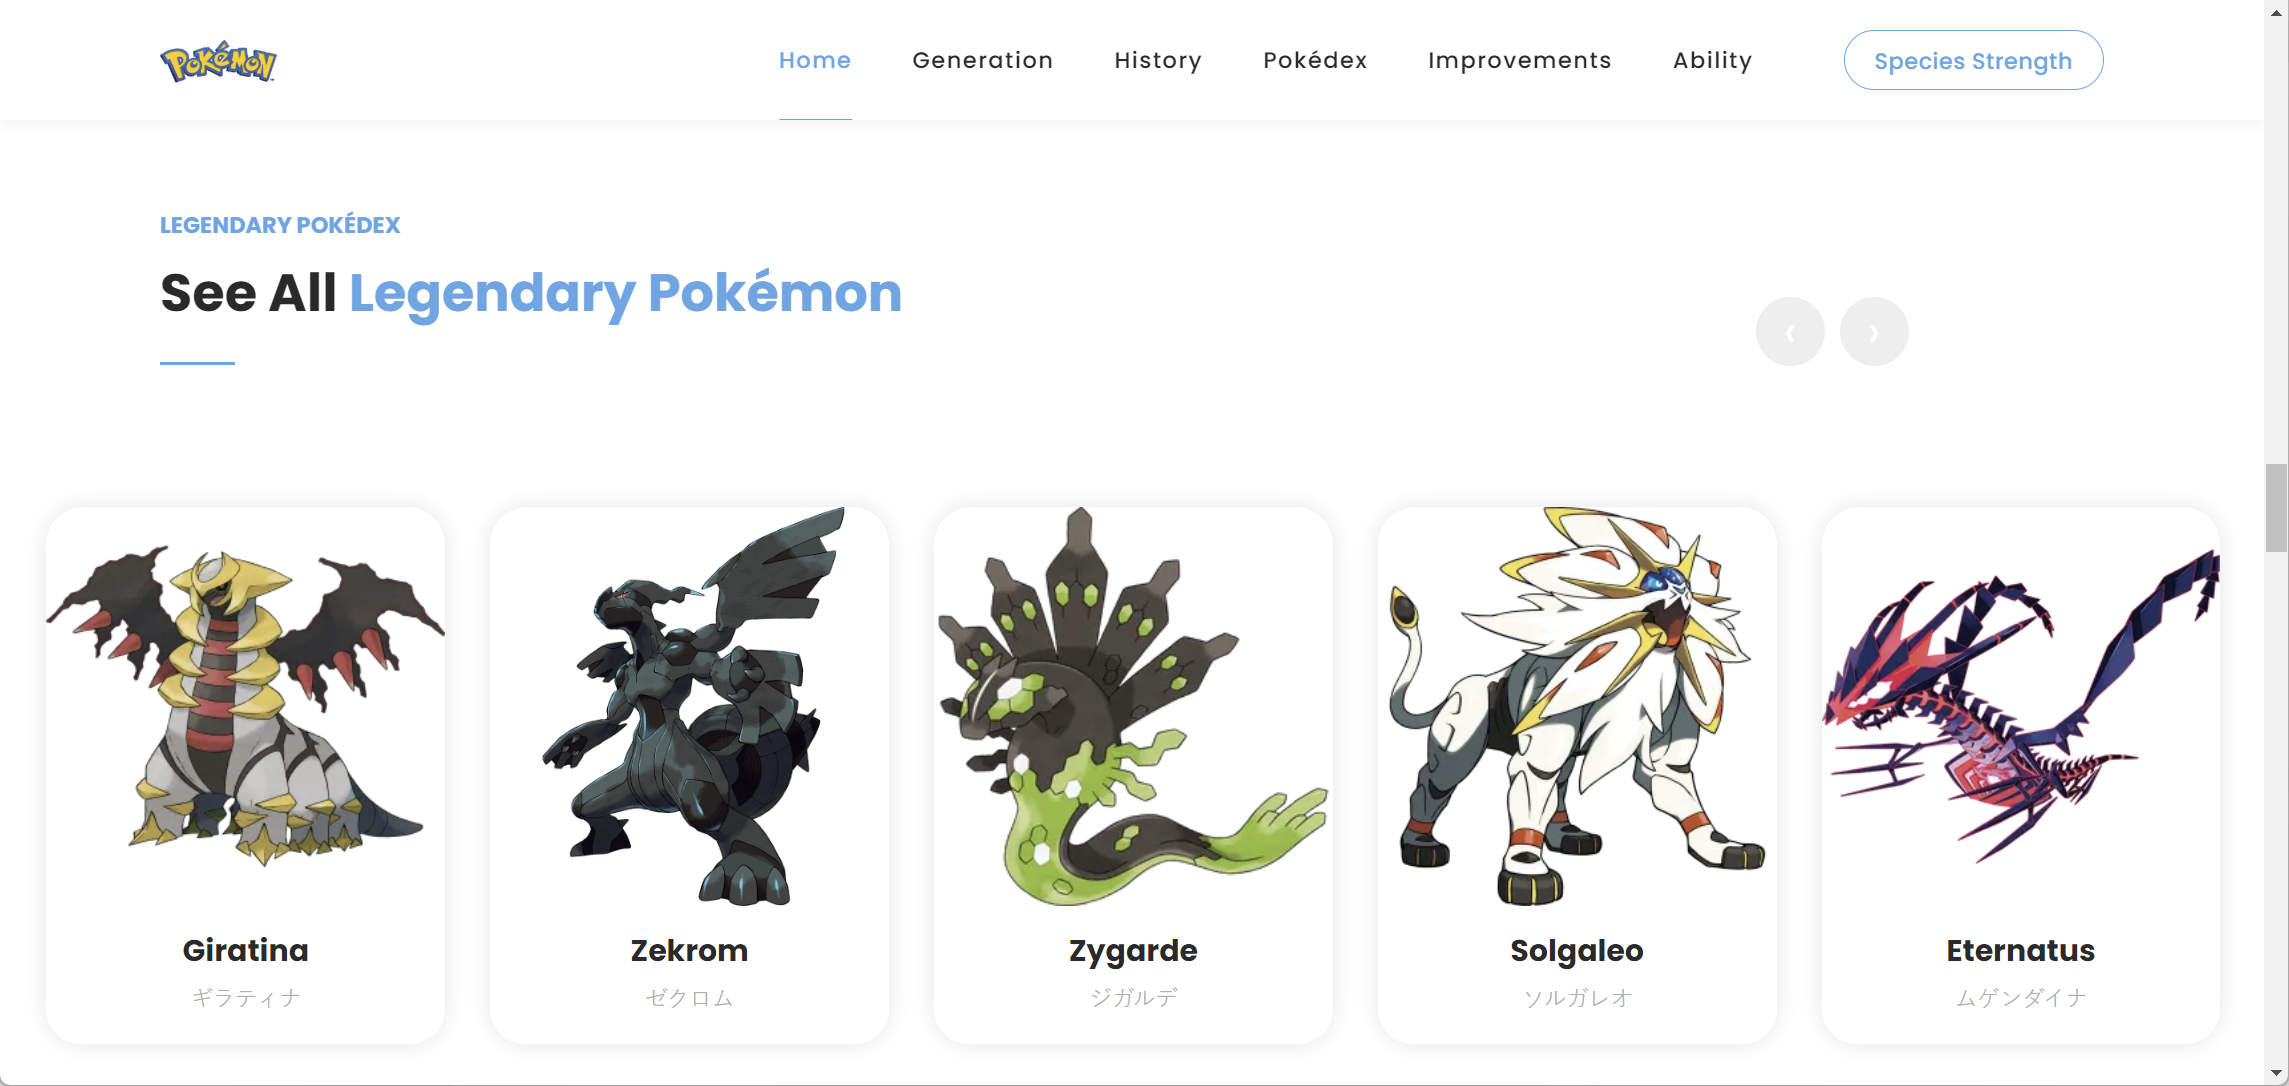 POKéMON
Home
Generation
History
Pokédex
Improvements
Ability
Species Strength
LEGENDARY POKÉDEX
See All Legendary Pokémon
‹ ›
Giratina
ギラティナ
Zekrom
ゼクロム
Zygarde
ジガルデ
Solgaleo
ソルガレオ
Eternatus
ムゲンダイナ